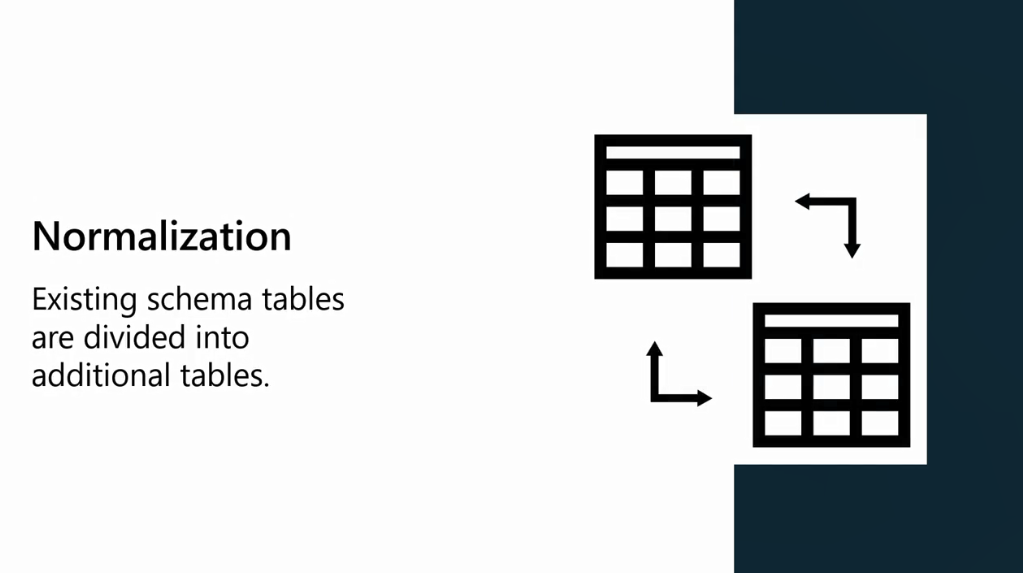 Normalization
Existing schema tables
are divided into
additional tables.